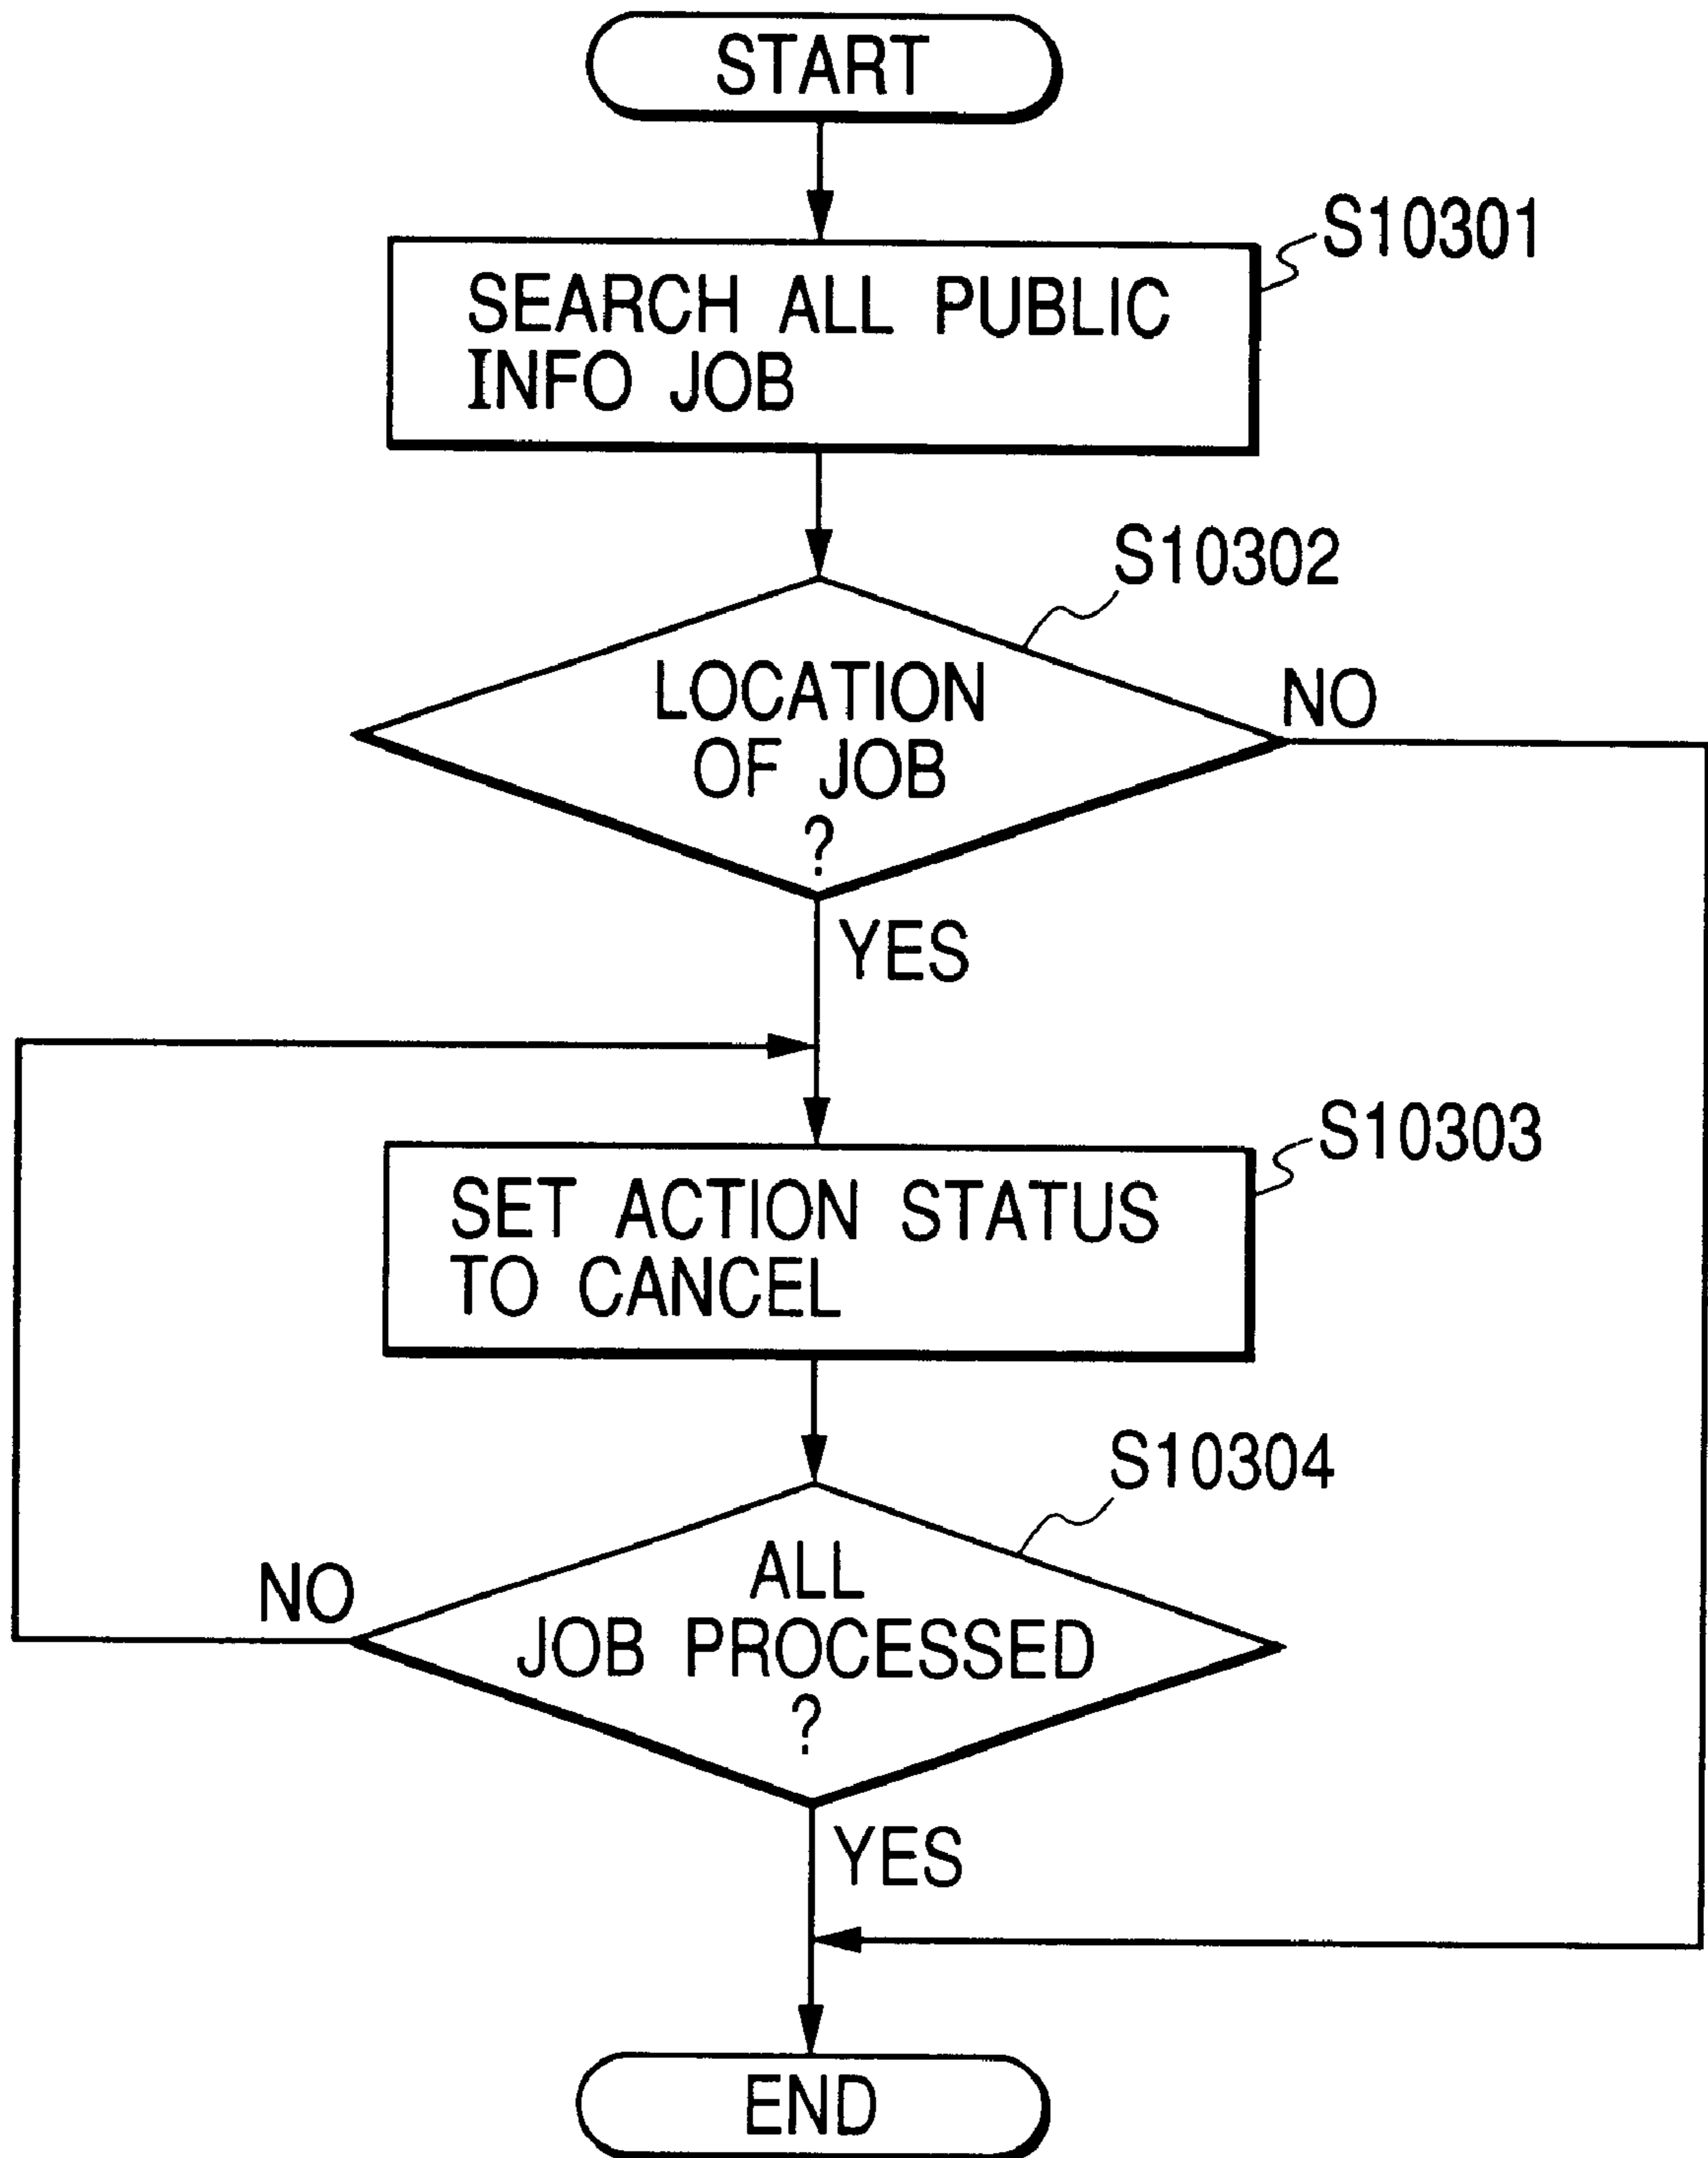 START
S10301
SEARCH ALL PUBLIC
INFO JOB
S10302
LOCATION
OF JOB
?
NO
YES
S10303
SET ACTION STATUS
TO CANCEL
S10304
ALL
JOB PROCESSED
?
NO
YES
END